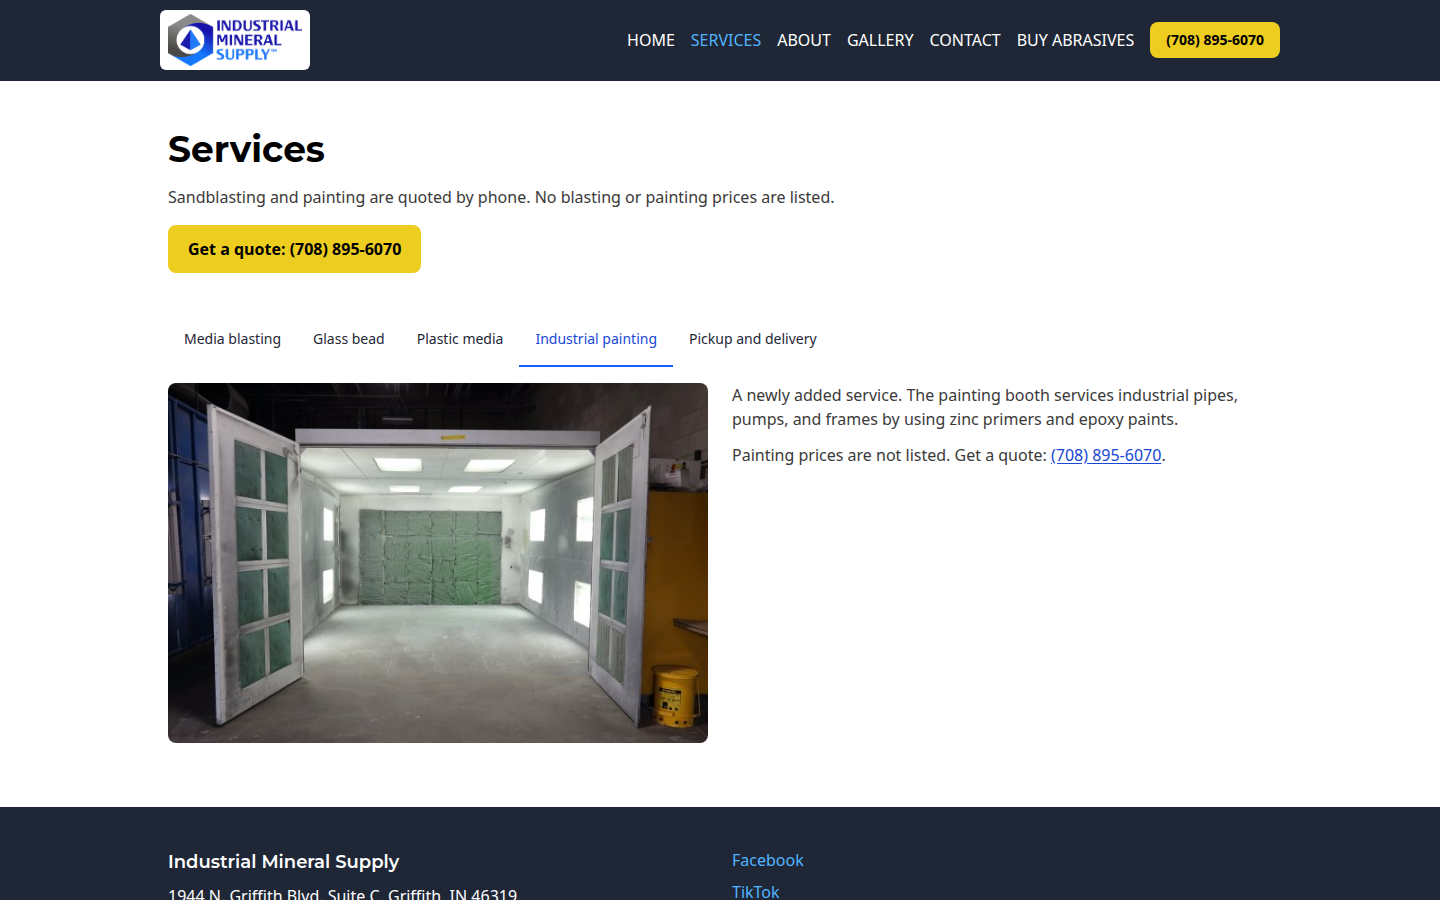 INDUSTRIAL
MINERAL
SUPPLY™
HOME SERVICES ABOUT GALLERY CONTACT BUY ABRASIVES (708) 895-6070
Services
Sandblasting and painting are quoted by phone. No blasting or painting prices are listed.
Get a quote: (708) 895-6070
Media blasting Glass bead Plastic media Industrial painting Pickup and delivery
A newly added service. The painting booth services industrial pipes,
pumps, and frames by using zinc primers and epoxy paints.
Painting prices are not listed. Get a quote: (708) 895-6070.
Industrial Mineral Supply
1944 N. Griffith Blvd, Suite C, Griffith, IN 46319
Facebook
TikTok